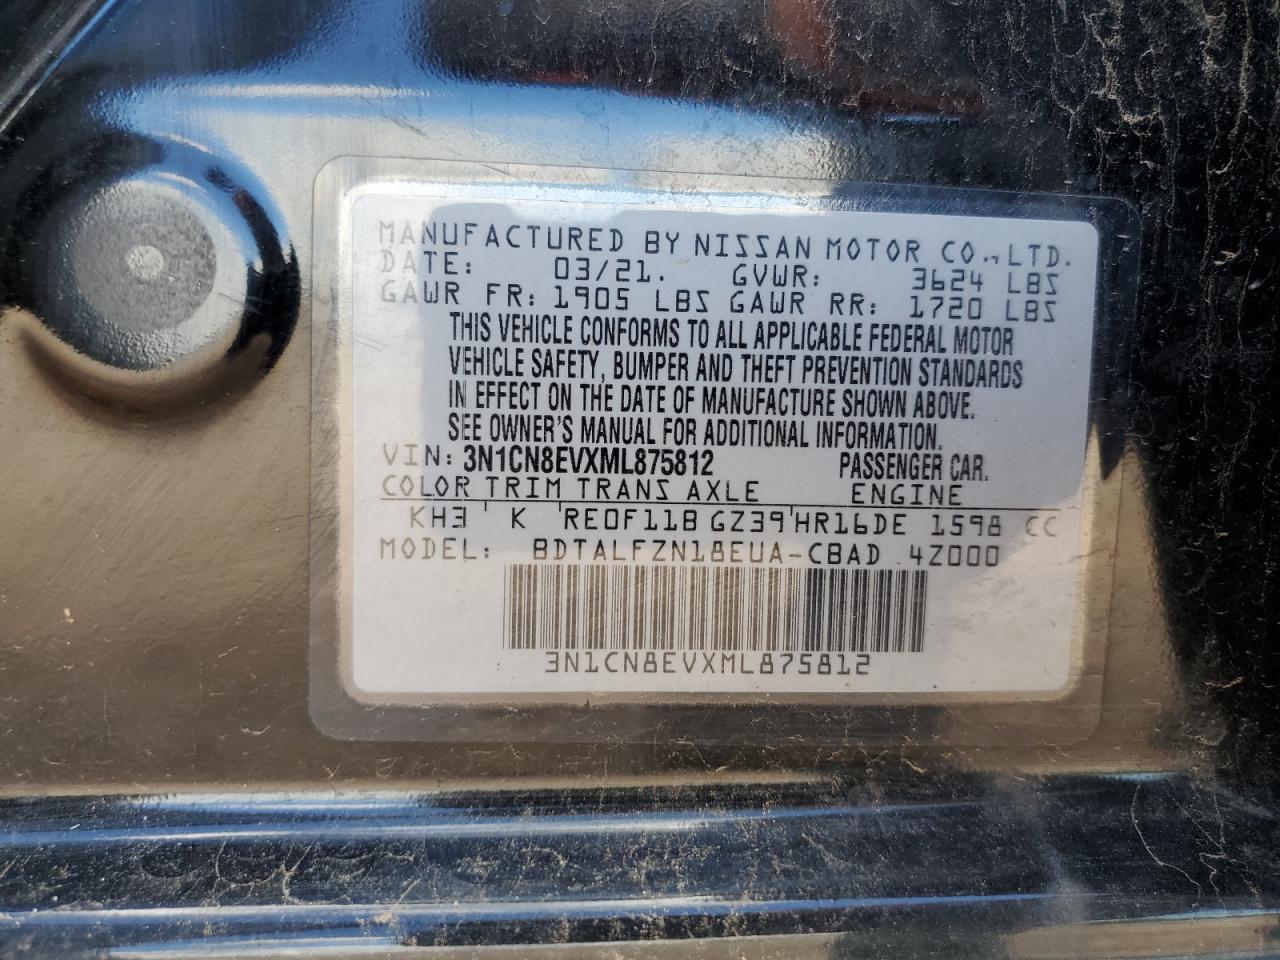 MANUFACTURED BY NISSAN MOTOR CO., LTD.
DATE: 03/21. GVWR: 3624 LBS
GAWR FR: 1905 LBS GAWR RR: 1720 LBS
THIS VEHICLE CONFORMS TO ALL APPLICABLE FEDERAL MOTOR
VEHICLE SAFETY, BUMPER AND THEFT PREVENTION STANDARDS
IN EFFECT ON THE DATE OF MANUFACTURE SHOWN ABOVE.
SEE OWNER'S MANUAL FOR ADDITIONAL INFORMATION.
VIN: 3N1CN8EVXML875812 PASSENGER CAR.
COLOR TRIM TRANS AXLE ENGINE
KH3 K RE0F11B GZ39 HR16DE 1598 CC
MODEL: BDTALFZN18EUA-CBAD 4Z000
3N1CN8EVXML875812